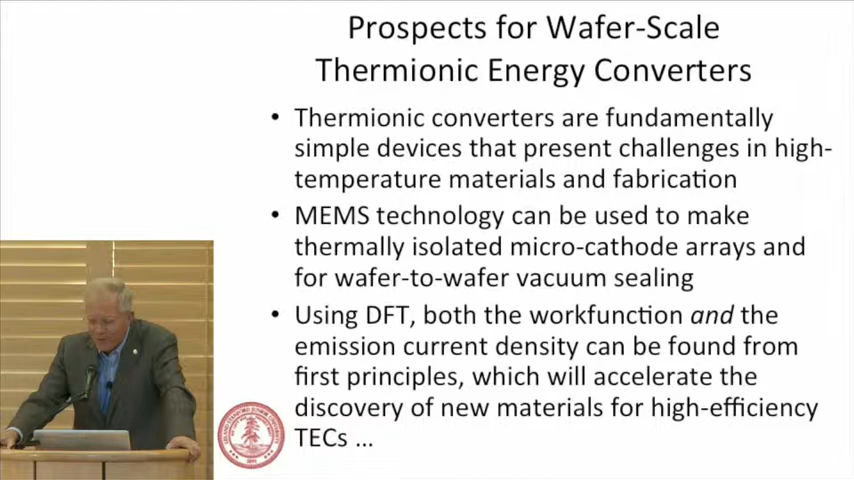 Prospects for Wafer-Scale
Thermionic Energy Converters
• Thermionic converters are fundamentally
simple devices that present challenges in high-
temperature materials and fabrication
• MEMS technology can be used to make
thermally isolated micro-cathode arrays and
for wafer-to-wafer vacuum sealing
• Using DFT, both the workfunction and the
emission current density can be found from
first principles, which will accelerate the
discovery of new materials for high-efficiency
TECs ...